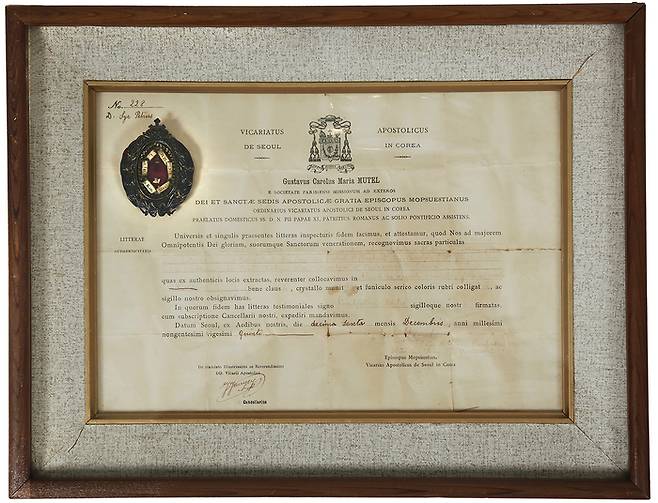 No. 228
VICARIATUS APOSTOLICUS
DE SEOUL IN COREA
Gustavus Carolus Maria MUTEL
E SOCIETATE PARISIENSI MISSIONUM AD EXTEROS
DEI ET SANCTÆ SEDIS APOSTOLICÆ GRATIA EPISCOPUS MOPSUESTIANUS
ORDINARIUS VICARIATUS APOSTOLICI DE SEOUL IN COREA
PRAELATUS DOMESTICUS SS. D. N. PII PAPAE XI, PATRITIUS ROMANUS AC SOLIO PONTIFICIO ASSISTENS.
LITTERAE
Universis et singulis praesentes litteras inspecturis fidem facimus, et attestamur, quod Nos ad majorem
Omnipotentis Dei gloriam, suorumque Sanctorum venerationem, recognovimus sacras particulas
quas ex authenticis locis extractas, reverenter collocavimus in
bene claus , crystallo munit et funiculo serico coloris rubri colligat , ac
sigillo nostro obsignavimus.
In quorum fidem has litteras testimoniales signo sigilloque nostr firmatas,
cum subscriptione Cancellarii nostri, expediri mandavimus.
Datum Seoul, ex Aedibus nostris, die decima sexta mensis Decembris, anni millesimi
nongentesimi vigesimi quinti
De mandato Illustrissimi ac Reverendissimi
DD. Vicarii Apostolici
Cancellarius
Episcopus Mopsuestien.
Vicarius Apostolicus de Seoul in Corea